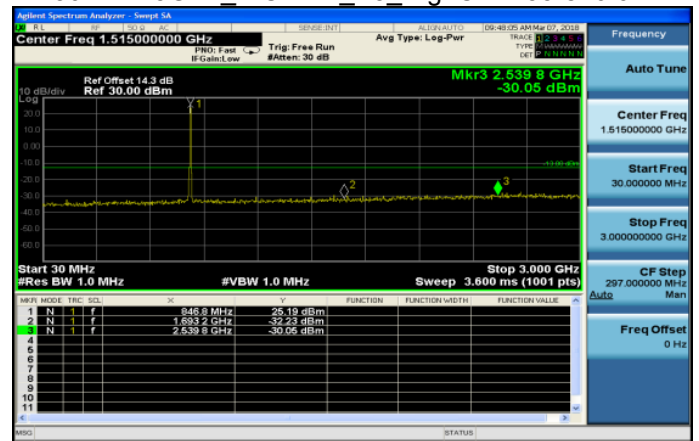 Agilent Spectrum Analyzer - Swept SA
RL RF 50 Ω AC SENSE:INT ALIGN AUTO 09:48:05 AM Mar 07, 2018
Center Freq 1.515000000 GHz
PNO: Fast
IFGain:Low
Trig: Free Run
#Atten: 30 dB
Avg Type: Log-Pwr
TRACE 1 2 3 4 5 6
TYPE
DET P N N N N N
Frequency
Auto Tune
Center Freq
1.515000000 GHz
Start Freq
30.000000 MHz
Stop Freq
3.000000000 GHz
CF Step
297.000000 MHz
Auto Man
Freq Offset
0 Hz
Ref Offset 14.3 dB
10 dB/div Ref 30.00 dBm
Log
Mkr3 2.539 8 GHz
-30.05 dBm
20.0
10.0
0.00
-10.0
-20.0
-30.0
-40.0
-50.0
-60.0
1
2
3
-13.00 dBm
Start 30 MHz Stop 3.000 GHz
#Res BW 1.0 MHz #VBW 1.0 MHz Sweep 3.600 ms (1001 pts)
MKR MODE TRC SCL X Y FUNCTION FUNCTION WIDTH FUNCTION VALUE
1 N 1 f 846.8 MHz 25.19 dBm
2 N 1 f 1.693 2 GHz -32.23 dBm
3 N 1 f 2.539 8 GHz -30.05 dBm
4
5
6
7
8
9
10
11
MSG STATUS